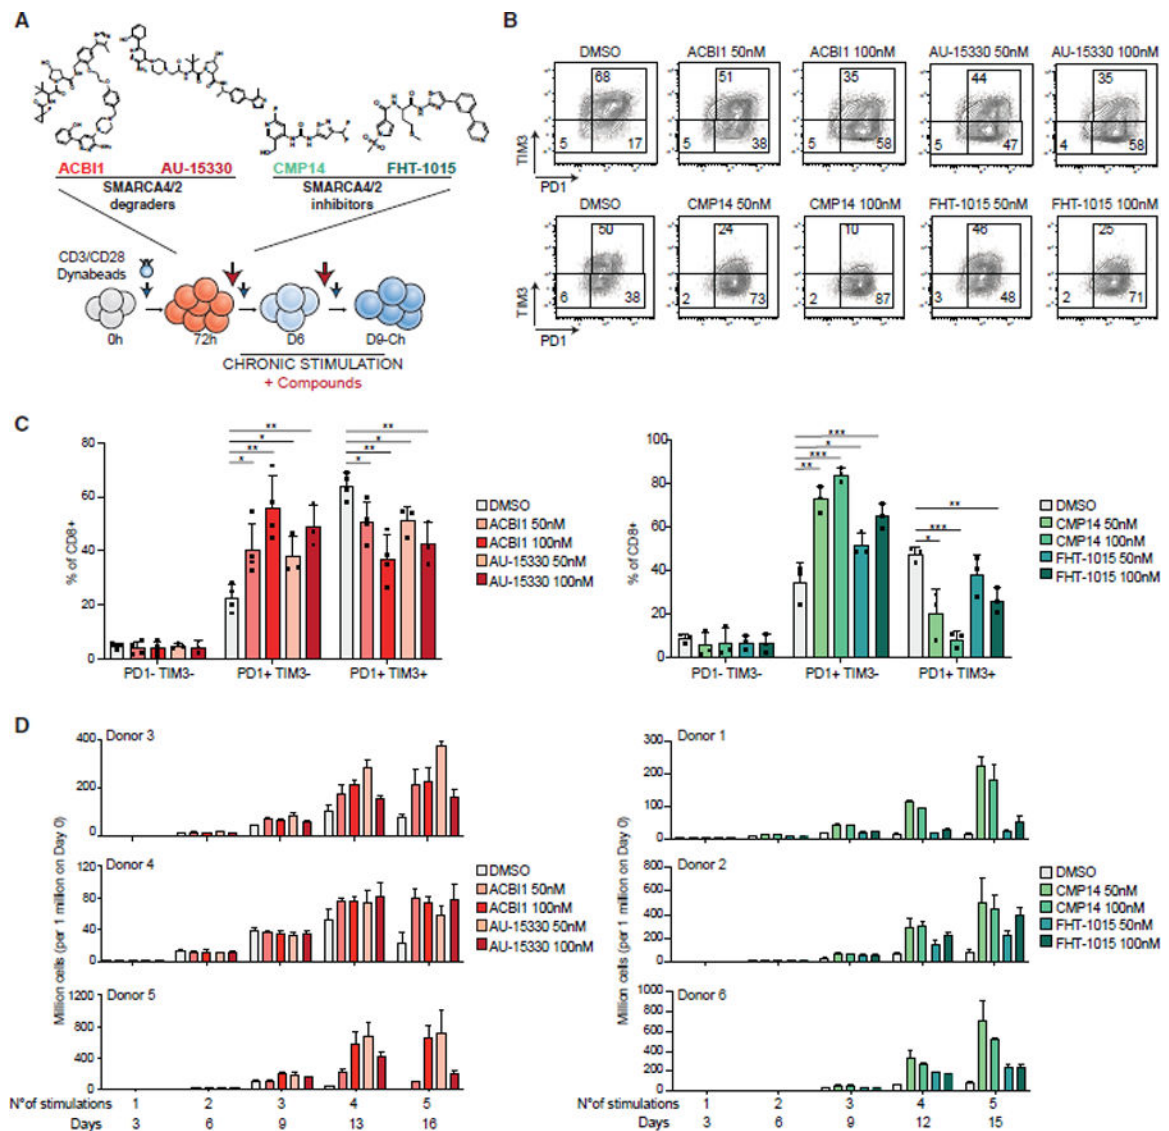 A
ACBI1 AU-15330 CMP14 FHT-1015
SMARCA4/2 degraders
SMARCA4/2 inhibitors
CD3/CD28
Dynabeads
0h 72h D6 D9-Ch
CHRONIC STIMULATION
+ Compounds
B
DMSO ACBI1 50nM ACBI1 100nM AU-15330 50nM AU-15330 100nM
68 51 35 44 35
5 17 5 38 5 58 5 47 4 58
TIM3
PD1
DMSO CMP14 50nM CMP14 100nM FHT-1015 50nM FHT-1015 100nM
50 24 10 46 25
6 38 2 73 2 87 3 48 2 71
TIM3
PD1
C
% of CD8+
80
60
40
20
0
PD1- TIM3- PD1+ TIM3- PD1+ TIM3+
**
*
**
*
**
*
**
*
DMSO
ACBI1 50nM
ACBI1 100nM
AU-15330 50nM
AU-15330 100nM
% of CD8+
100
80
60
40
20
0
PD1- TIM3- PD1+ TIM3- PD1+ TIM3+
***
*
***
**
**
***
*
DMSO
CMP14 50nM
CMP14 100nM
FHT-1015 50nM
FHT-1015 100nM
D
Million cells (per 1 million on Day 0)
Donor 3
400
200
0
Donor 4
120
80
40
0
Donor 5
1200
800
400
0
DMSO
ACBI1 50nM
ACBI1 100nM
AU-15330 50nM
AU-15330 100nM
N°of stimulations 1 2 3 4 5
Days 3 6 9 13 16
Million cells (per 1 million on Day 0)
Donor 1
300
200
100
0
Donor 2
800
600
400
200
0
Donor 6
1000
800
600
400
200
0
DMSO
CMP14 50nM
CMP14 100nM
FHT-1015 50nM
FHT-1015 100nM
N°of stimulations 1 2 3 4 5
Days 3 6 9 12 15